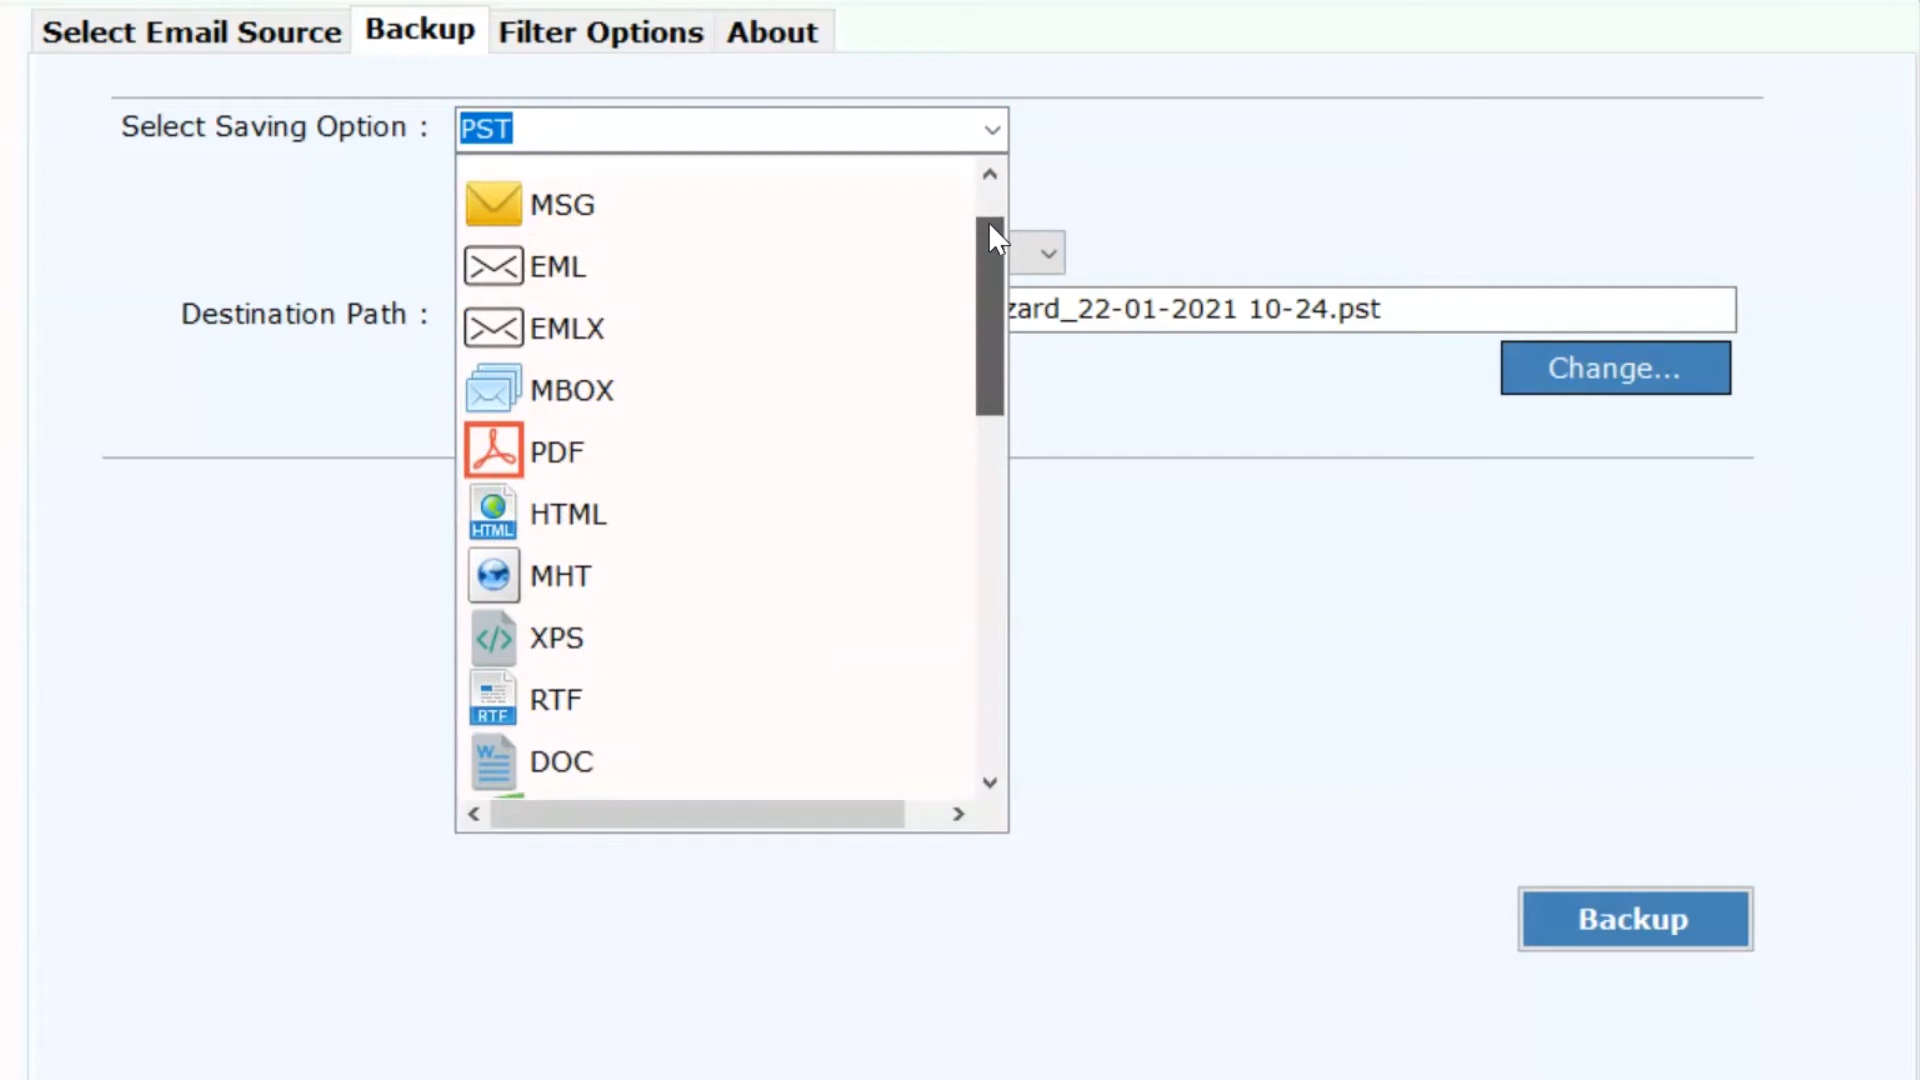 Select Email Source Backup Filter Options About
Select Saving Option : PST
MSG
EML
EMLX
MBOX
PDF
HTML
HTML
MHT
XPS
RTF
RTF
W
DOC
Destination Path : zard_22-01-2021 10-24.pst
Change...
Backup